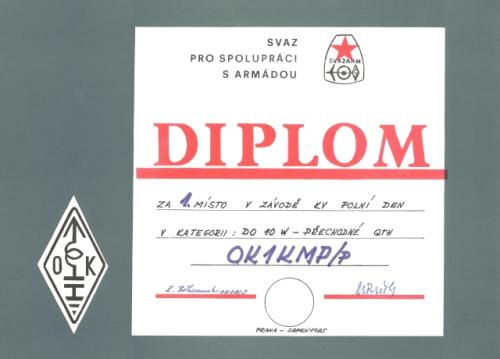 SVAZ
PRO SPOLUPRÁCI
S ARMÁDOU
SVAZARM
DIPLOM
ZA 1. MÍSTO V ZÁVODĚ KV POLNÍ DEN
V KATEGORII: DO 10 W - PŘECHODNÉ QTH
OK1KMP/p
OK
PRAHA - SRPEN 1985